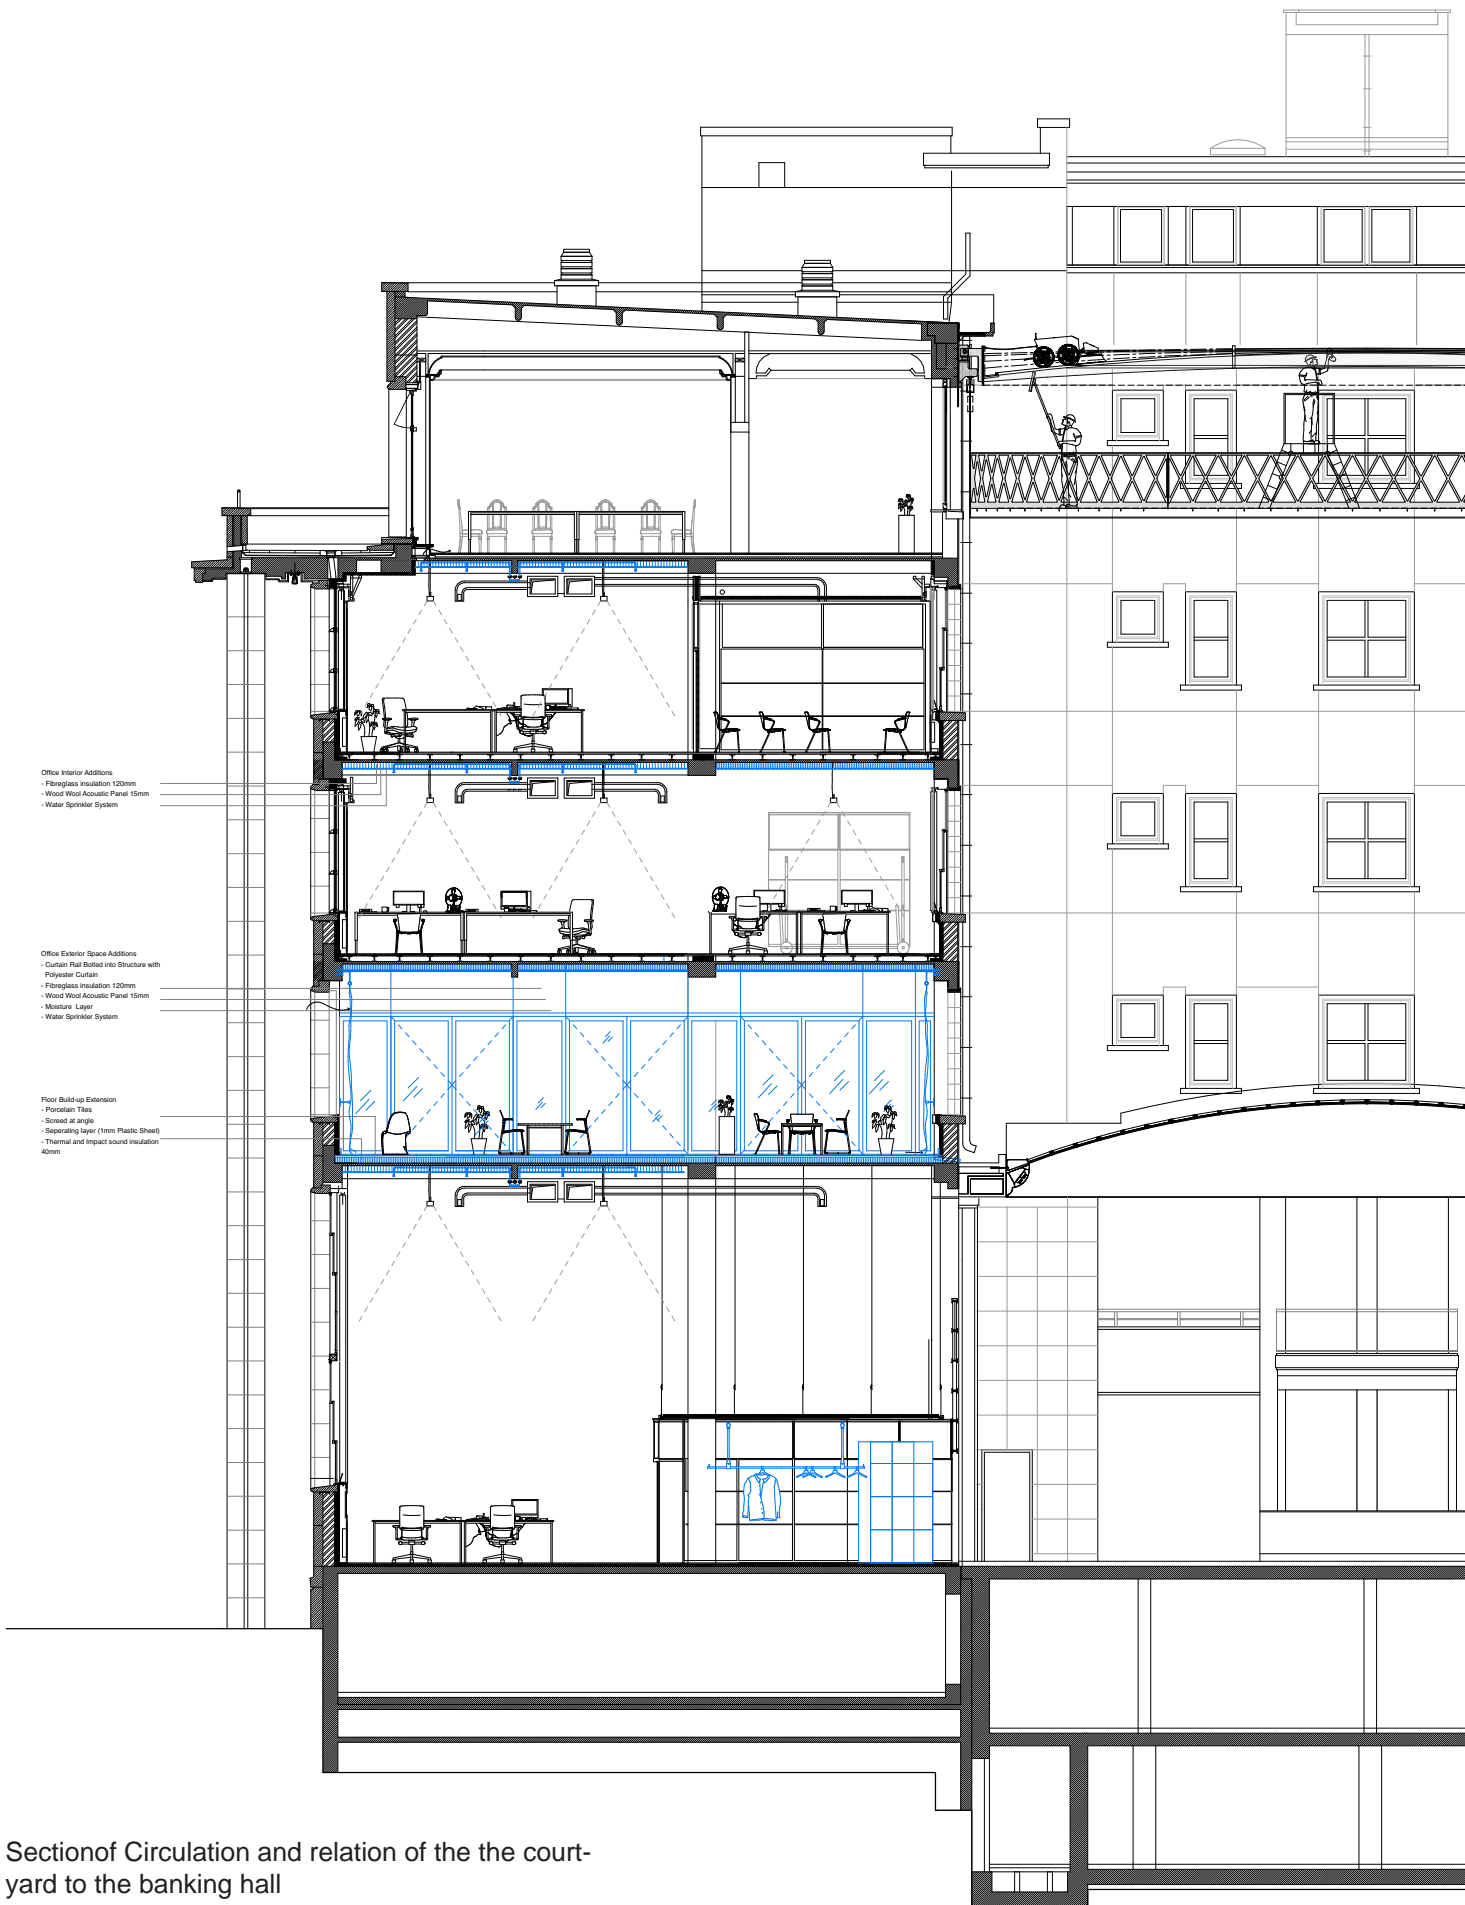 Office Interior Additions
- Fibreglass insulation 120mm
- Wood Wool Acoustic Panel 15mm
- Water Sprinkler System
Office Exterior Space Additions
- Curtain Rail Bolted into Structure with
Polyester Curtain
- Fibreglass insulation 120mm
- Wood Wool Acoustic Panel 15mm
- Moisture Layer
- Water Sprinkler System
Floor Build-up Extension
- Porcelain Tiles
- Screed at angle
- Seperating layer (1mm Plastic Sheet)
- Thermal and Impact sound insulation
40mm
Sectionof Circulation and relation of the the court-
yard to the banking hall